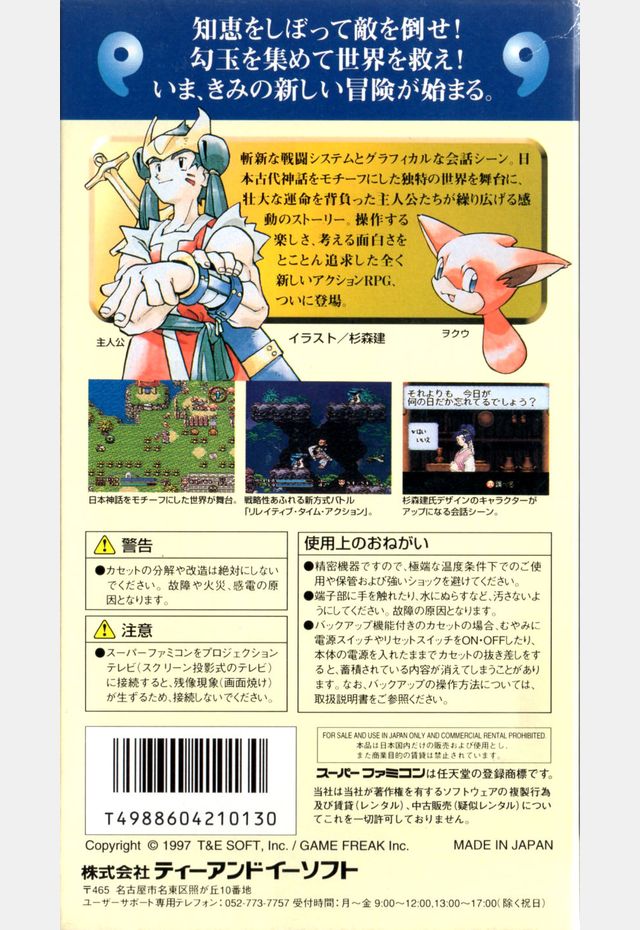 知恵をしぼって敵を倒せ!
勾玉を集めて世界を救え!
いま、きみの新しい冒険が始まる。
斬新な戦闘システムとグラフィカルな会話シーン。日
本古代神話をモチーフにした独特の世界を舞台に、
壮大な運命を背負った主人公たちが繰り広げる感
動のストーリー。操作する
楽しさ、考える面白さを
とことん追求した全く
新しいアクションRPG、
ついに登場。
主人公
イラスト/杉森建
ヲクウ
それよりも 今日が
何の日だか忘れてるでしょう?
はい
いいえ
日本神話をモチーフにした世界が舞台。
戦略性あふれる新方式バトル
「リレイティブ・タイム・アクション」。
杉森建氏デザインのキャラクターが
アップになる会話シーン。
警告
●カセットの分解や改造は絶対にしない
でください。故障や火災、感電の原
因となります。
注意
●スーパーファミコンをプロジェクション
テレビ(スクリーン投影式のテレビ)
に接続すると、残像現象(画面焼け)
が生ずるため、接続しないでください。
使用上のおねがい
●精密機器ですので、極端な温度条件下でのご使
用や保管および強いショックを避けてください。
●端子部に手を触れたり、水にぬらすなど、汚さないよ
うにしてください。故障の原因となります。
●バックアップ機能付きのカセットの場合、むやみに
電源スイッチやリセットスイッチをON・OFFしたり、
本体の電源を入れたままでカセットの抜き差しをす
ると、蓄積されている内容が消えてしまうことがあり
ます。なお、バックアップの操作方法については、
取扱説明書をご参照ください。
T4988604210130
FOR SALE AND USE IN JAPAN ONLY AND COMMERCIAL RENTAL PROHIBITED.
本品は日本国内だけの販売および使用とし、
また商業目的の賃貸は禁止されています。
スーパーファミコンは任天堂の登録商標です。
当社は当社が著作権を有するソフトウェアの複製行為
及び賃貸(レンタル)、中古販売(疑似レンタル)につい
てこれを一切許可しておりません。
Copyright © 1997 T&E SOFT, Inc./ GAME FREAK Inc.
MADE IN JAPAN
株式会社 ティーアンドイーソフト
〒465 名古屋市名東区照が丘10番地
ユーザーサポート専用テレフォン:052-773-7757 受付時間:月~金 9:00~12:00,13:00~17:00(除く祝日)